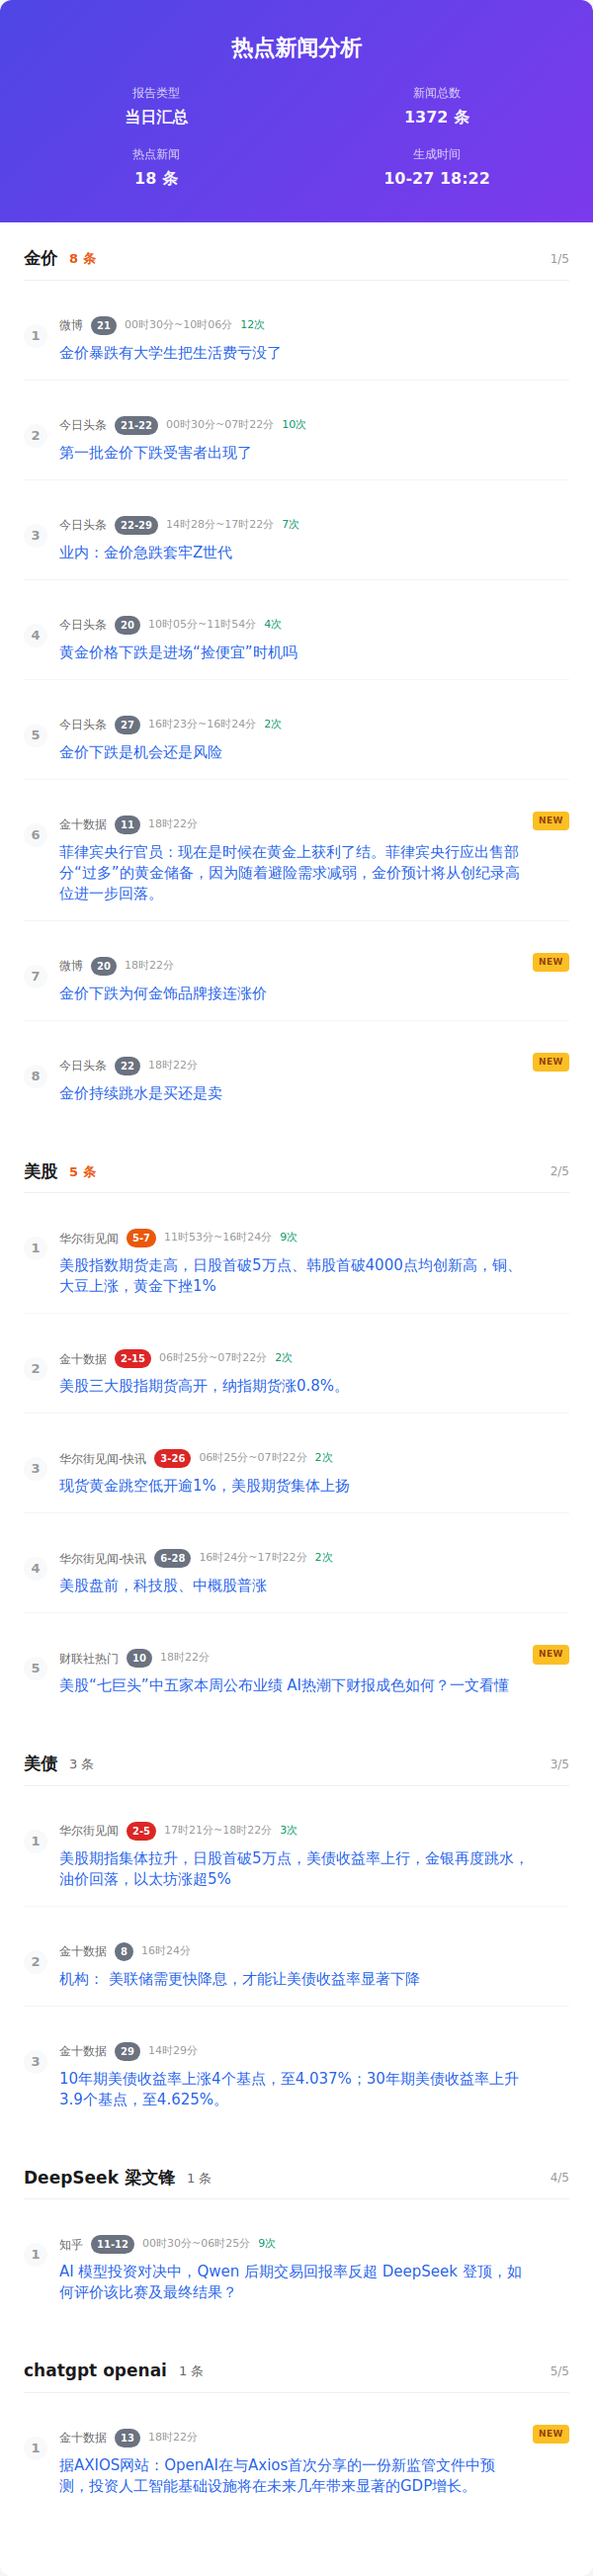 热点新闻分析
报告类型
新闻总数
当日汇总
1372 条
热点新闻
生成时间
18 条
10-27 18:22
金价 8 条 1/5
1
微博 21 00时30分~10时06分 12次
金价暴跌有大学生把生活费亏没了
2
今日头条 21-22 00时30分~07时22分 10次
第一批金价下跌受害者出现了
3
今日头条 22-29 14时28分~17时22分 7次
业内：金价急跌套牢Z世代
4
今日头条 20 10时05分~11时54分 4次
黄金价格下跌是进场“捡便宜”时机吗
5
今日头条 27 16时23分~16时24分 2次
金价下跌是机会还是风险
6
金十数据 11 18时22分 NEW
菲律宾央行官员：现在是时候在黄金上获利了结。菲律宾央行应出售部
分“过多”的黄金储备，因为随着避险需求减弱，金价预计将从创纪录高
位进一步回落。
7
微博 20 18时22分 NEW
金价下跌为何金饰品牌接连涨价
8
今日头条 22 18时22分 NEW
金价持续跳水是买还是卖
美股 5 条 2/5
1
华尔街见闻 5-7 11时53分~16时24分 9次
美股指数期货走高，日股首破5万点、韩股首破4000点均创新高，铜、
大豆上涨，黄金下挫1%
2
金十数据 2-15 06时25分~07时22分 2次
美股三大股指期货高开，纳指期货涨0.8%。
3
华尔街见闻-快讯 3-26 06时25分~07时22分 2次
现货黄金跳空低开逾1%，美股期货集体上扬
4
华尔街见闻-快讯 6-28 16时24分~17时22分 2次
美股盘前，科技股、中概股普涨
5
财联社热门 10 18时22分 NEW
美股“七巨头”中五家本周公布业绩 AI热潮下财报成色如何？一文看懂
美债 3 条 3/5
1
华尔街见闻 2-5 17时21分~18时22分 3次
美股期指集体拉升，日股首破5万点，美债收益率上行，金银再度跳水，
油价回落，以太坊涨超5%
2
金十数据 8 16时24分
机构： 美联储需更快降息，才能让美债收益率显著下降
3
金十数据 29 14时29分
10年期美债收益率上涨4个基点，至4.037%；30年期美债收益率上升
3.9个基点，至4.625%。
DeepSeek 梁文锋 1 条 4/5
1
知乎 11-12 00时30分~06时25分 9次
AI 模型投资对决中，Qwen 后期交易回报率反超 DeepSeek 登顶，如
何评价该比赛及最终结果？
chatgpt openai 1 条 5/5
1
金十数据 13 18时22分 NEW
据AXIOS网站：OpenAI在与Axios首次分享的一份新监管文件中预
测，投资人工智能基础设施将在未来几年带来显著的GDP增长。